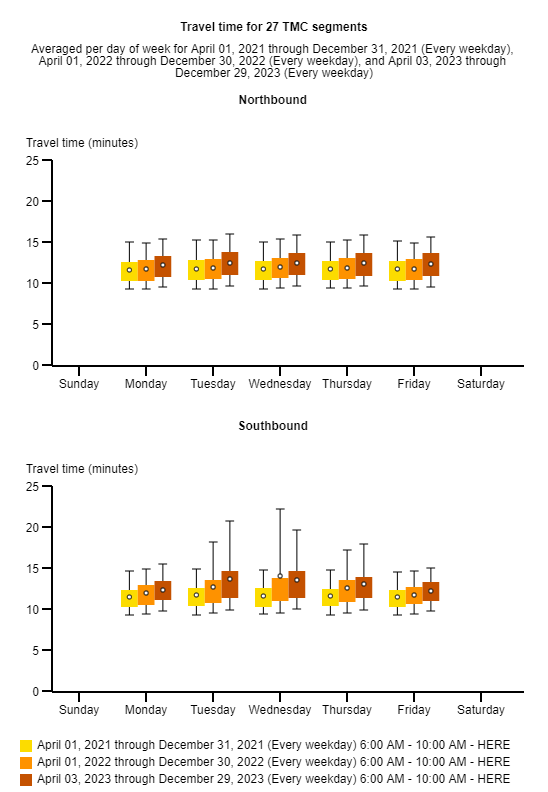 Travel time for 27 TMC segments
Averaged per day of week for April 01, 2021 through December 31, 2021 (Every weekday),
April 01, 2022 through December 30, 2022 (Every weekday), and April 03, 2023 through
December 29, 2023 (Every weekday)
Northbound
Travel time (minutes)
25
20
15
10
5
0
Sunday Monday Tuesday Wednesday Thursday Friday Saturday
Southbound
Travel time (minutes)
25
20
15
10
5
0
Sunday Monday Tuesday Wednesday Thursday Friday Saturday
April 01, 2021 through December 31, 2021 (Every weekday) 6:00 AM - 10:00 AM - HERE
April 01, 2022 through December 30, 2022 (Every weekday) 6:00 AM - 10:00 AM - HERE
April 03, 2023 through December 29, 2023 (Every weekday) 6:00 AM - 10:00 AM - HERE